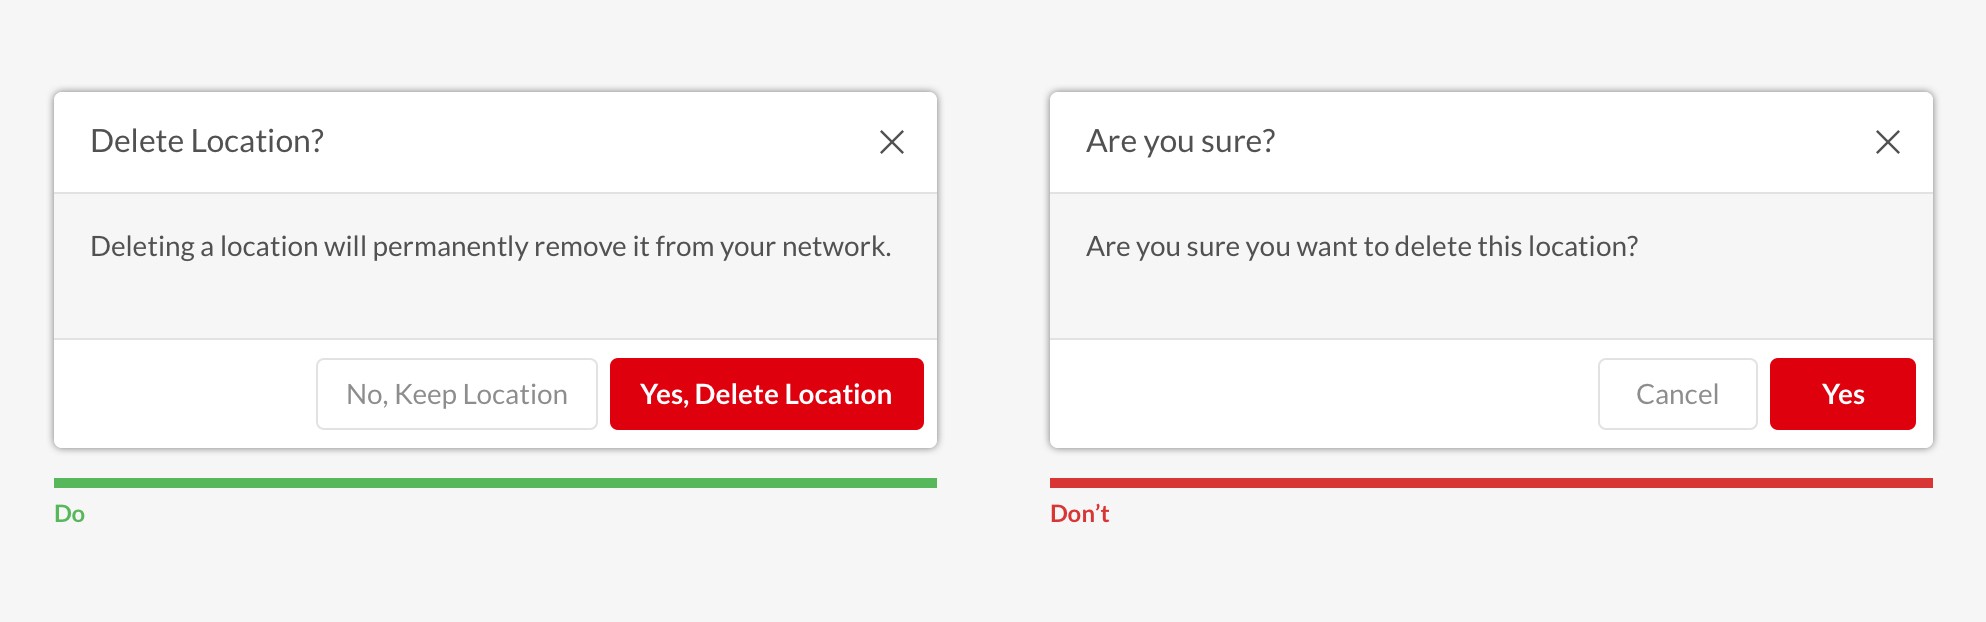 Delete Location?
Deleting a location will permanently remove it from your network.
No, Keep Location
Yes, Delete Location
Do
Are you sure?
Are you sure you want to delete this location?
Cancel
Yes
Don’t